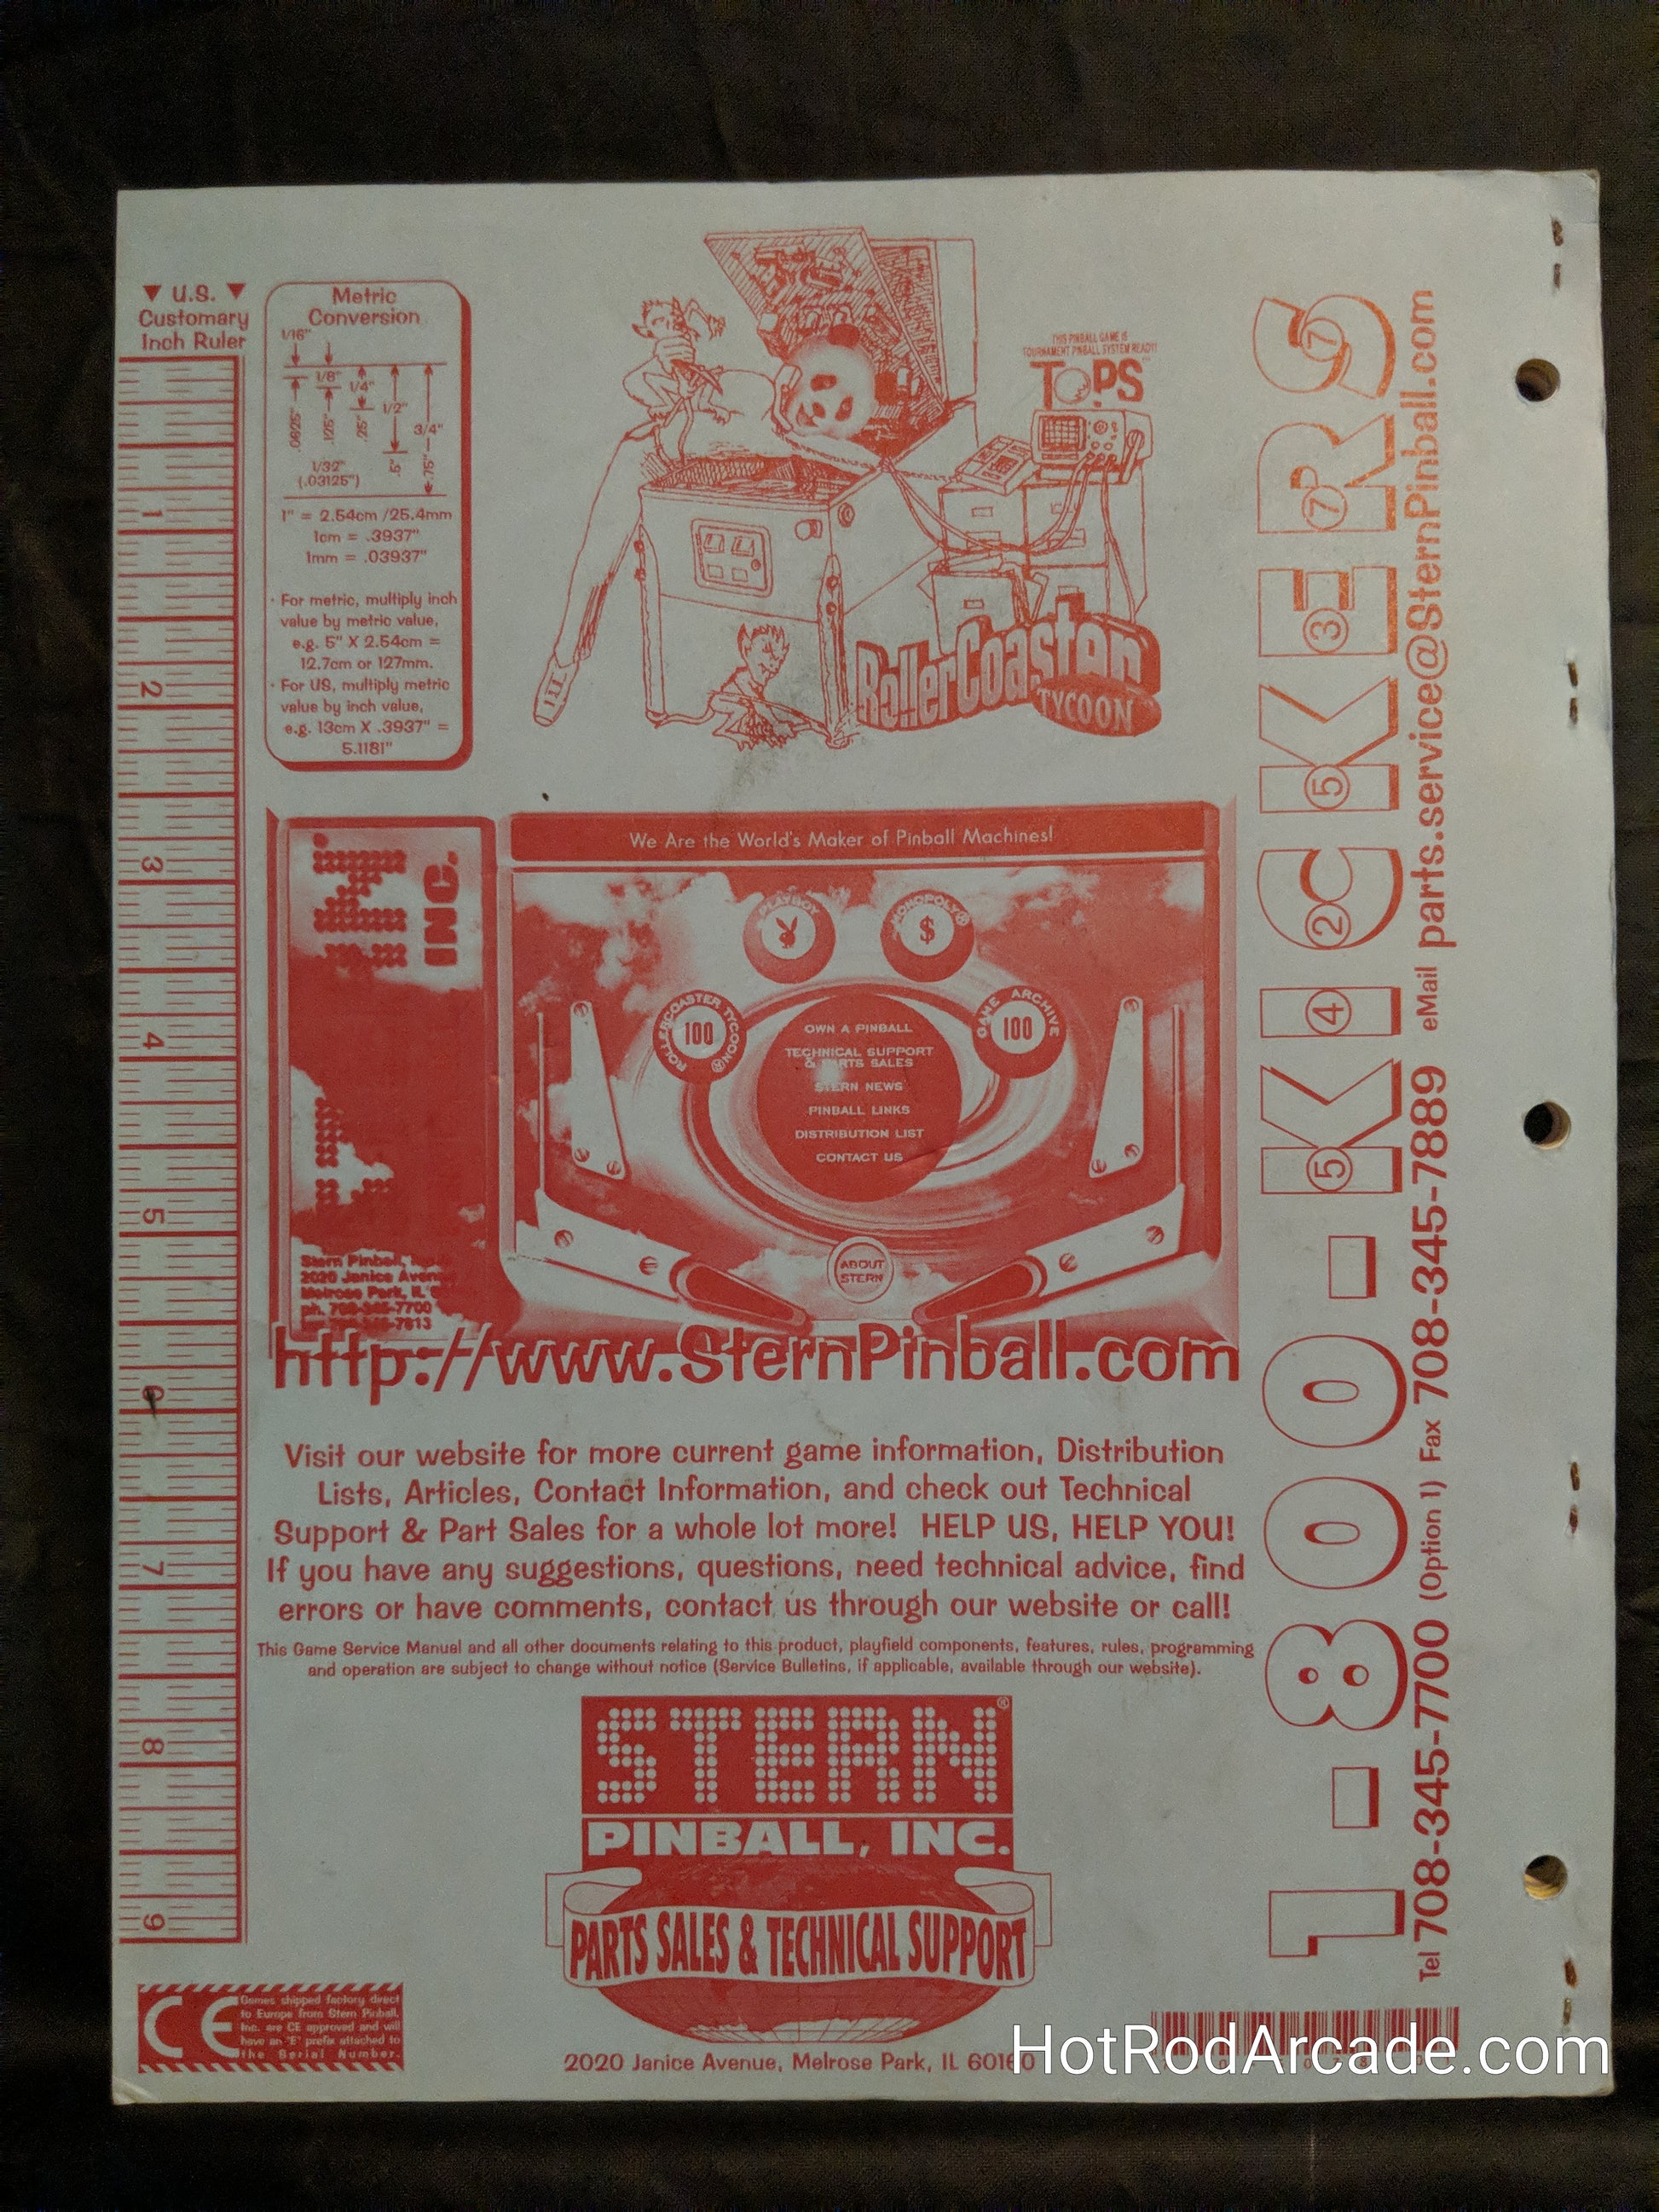 ▼ U.S. ▼
Customary
Inch Ruler
1
2
3
4
5
6
7
8
9
Metric
Conversion
1/16"
1/8"
1/4"
1/2"
3/4"
.0625"
.125"
.25"
.5"
.75"
1/32"
(.03125")
1" = 2.54cm /25.4mm
1cm = .3937"
1mm = .03937"
· For metric, multiply inch
value by metric value,
e.g. 5" X 2.54cm =
12.7cm or 127mm.
· For US, multiply metric
value by inch value,
e.g. 13cm X .3937" =
5.1181"
THIS PINBALL GAME IS
TOURNAMENT PINBALL SYSTEM READY!
TOPS
RollerCoaster
TYCOON
We Are the World's Maker of Pinball Machines!
INC.
PLAYBOY
MONOPOLY®
$
ROLLERCOASTER TYCOON®
100
GAME ARCHIVE
100
OWN A PINBALL
TECHNICAL SUPPORT
& PARTS SALES
STERN NEWS
PINBALL LINKS
DISTRIBUTION LIST
CONTACT US
ABOUT
STERN
Stern Pinball,
2020 Janice
Melrose Park, IL
ph. 708-345-7700
http://www.SternPinball.com
Visit our website for more current game information, Distribution
Lists, Articles, Contact Information, and check out Technical
Support & Part Sales for a whole lot more! HELP US, HELP YOU!
If you have any suggestions, questions, need technical advice, find
errors or have comments, contact us through our website or call!
This Game Service Manual and all other documents relating to this product, playfield components, features, rules, programming
and operation are subject to change without notice (Service Bulletins, if applicable, available through our website).
STERN®
PINBALL, INC.
PARTS SALES & TECHNICAL SUPPORT
2020 Janice Avenue, Melrose Park, IL 60160
CE
Games shipped factory direct
to Europe from Stern Pinball,
Inc. are CE approved and will
have an "E" prefix attached to
the Serial Number.
1-800-KICKERS
5 4 2 5 3 7 7
Tel 708-345-7700 (Option 1) Fax 708-345-7889 eMail parts.service@SternPinball.com
HotRodArcade.com